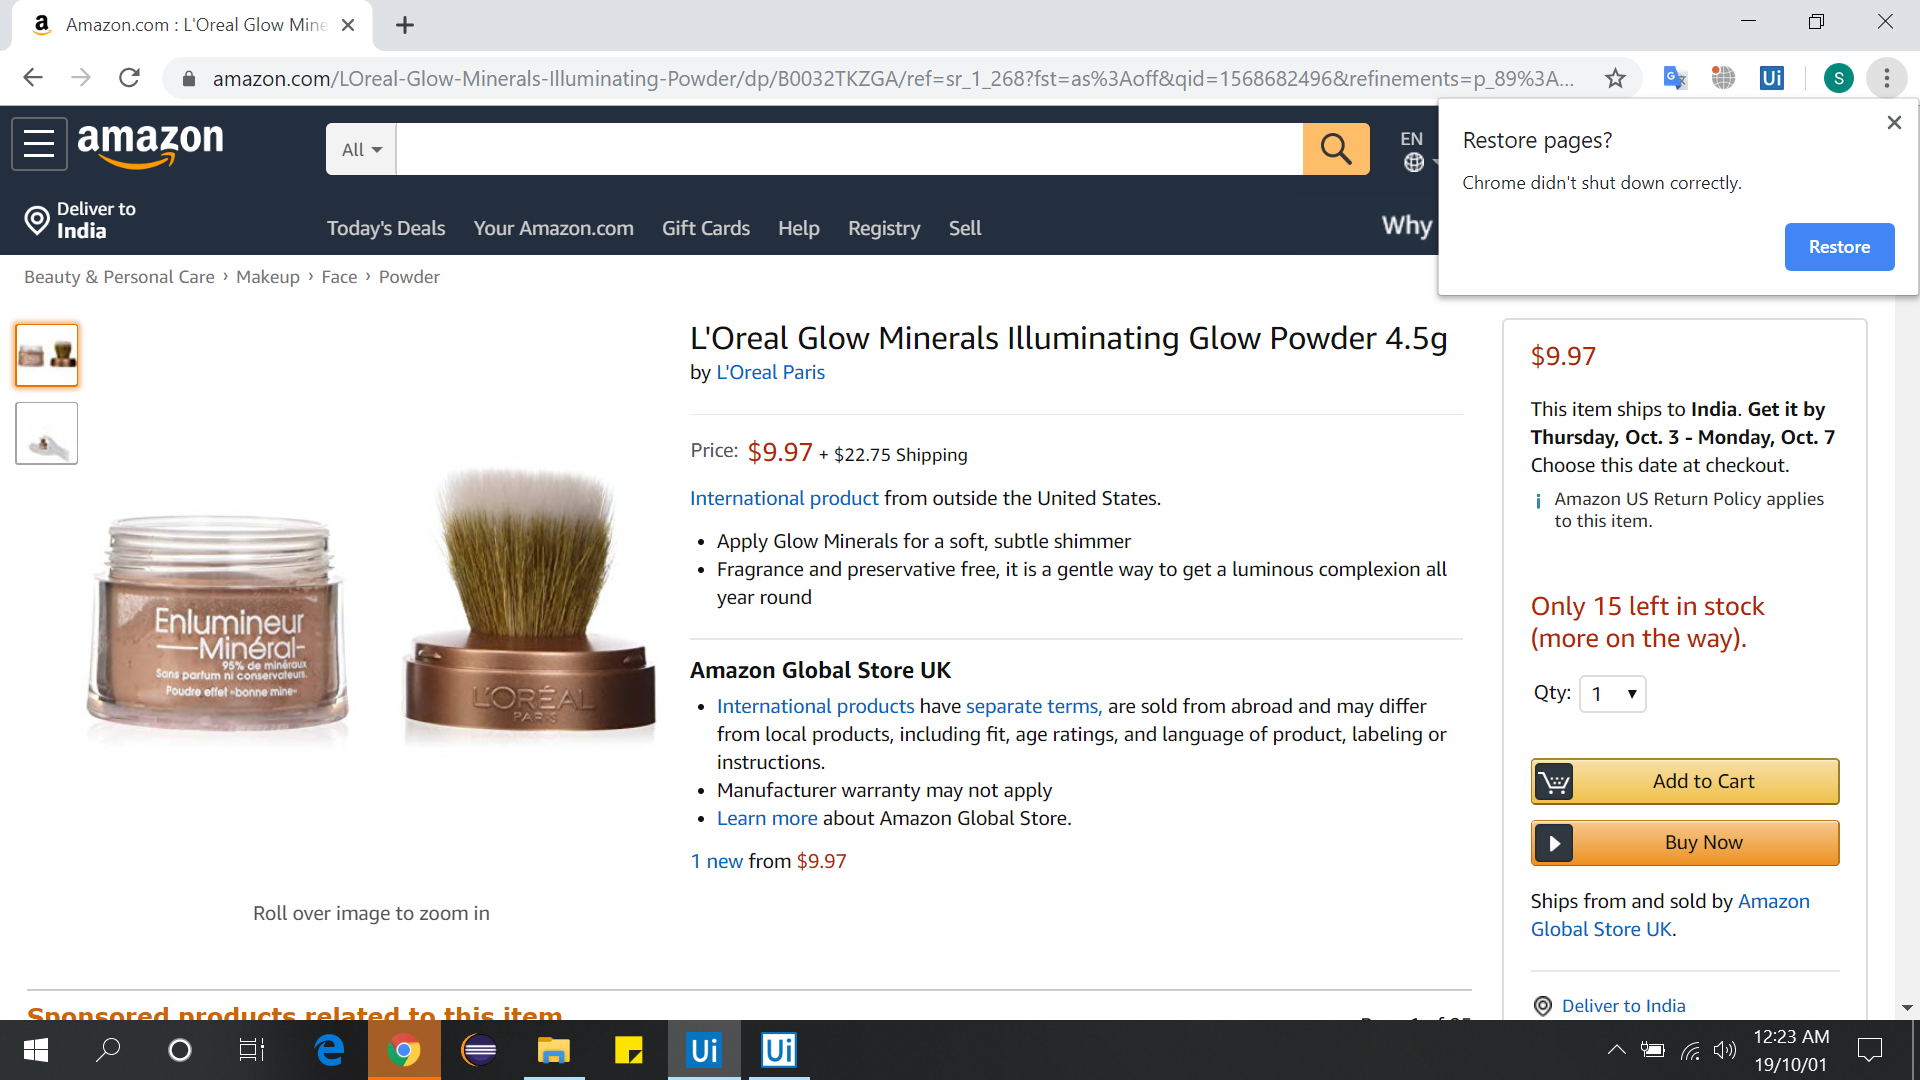 Amazon.com : L'Oreal Glow Mine
amazon.com/LOreal-Glow-Minerals-Illuminating-Powder/dp/B0032TKZGA/ref=sr_1_268?fst=as%3Aoff&qid=1568682496&refinements=p_89%3A...
Ui
S
Restore pages?
Chrome didn't shut down correctly.
Restore
amazon
All
EN
Deliver to
India
Today's Deals
Your Amazon.com
Gift Cards
Help
Registry
Sell
Why
Beauty & Personal Care › Makeup › Face › Powder
L'Oreal Glow Minerals Illuminating Glow Powder 4.5g
by L'Oreal Paris
Price: $9.97 + $22.75 Shipping
International product from outside the United States.
• Apply Glow Minerals for a soft, subtle shimmer
• Fragrance and preservative free, it is a gentle way to get a luminous complexion all
year round
Amazon Global Store UK
• International products have separate terms, are sold from abroad and may differ
from local products, including fit, age ratings, and language of product, labeling or
instructions.
• Manufacturer warranty may not apply
• Learn more about Amazon Global Store.
1 new from $9.97
Enlumineur
Minéral
95% de minéraux
Sans parfum ni conservateurs.
Poudre effet «bonne mine»
L'ORÉAL
PARIS
Roll over image to zoom in
$9.97
This item ships to India. Get it by
Thursday, Oct. 3 - Monday, Oct. 7
Choose this date at checkout.
Amazon US Return Policy applies
to this item.
Only 15 left in stock
(more on the way).
Qty: 1
Add to Cart
Buy Now
Ships from and sold by Amazon
Global Store UK.
Deliver to India
Sponsored products related to this item
Ui
Ui
12:23 AM
19/10/01